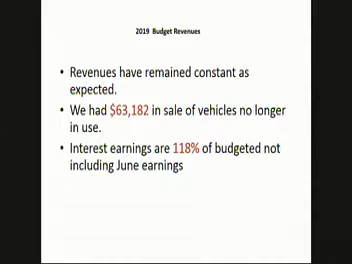 2019 Budget Revenues
• Revenues have remained constant as
expected.
• We had $63,182 in sale of vehicles no longer
in use.
• Interest earnings are 118% of budgeted not
including June earnings